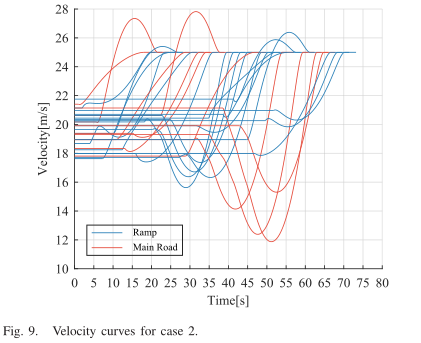 28
26
24
22
20
18
16
14
12
10
Velocity[m/s]
Ramp
Main Road
0 5 10 15 20 25 30 35 40 45 50 55 60 65 70 75 80
Time[s]
Fig. 9. Velocity curves for case 2.